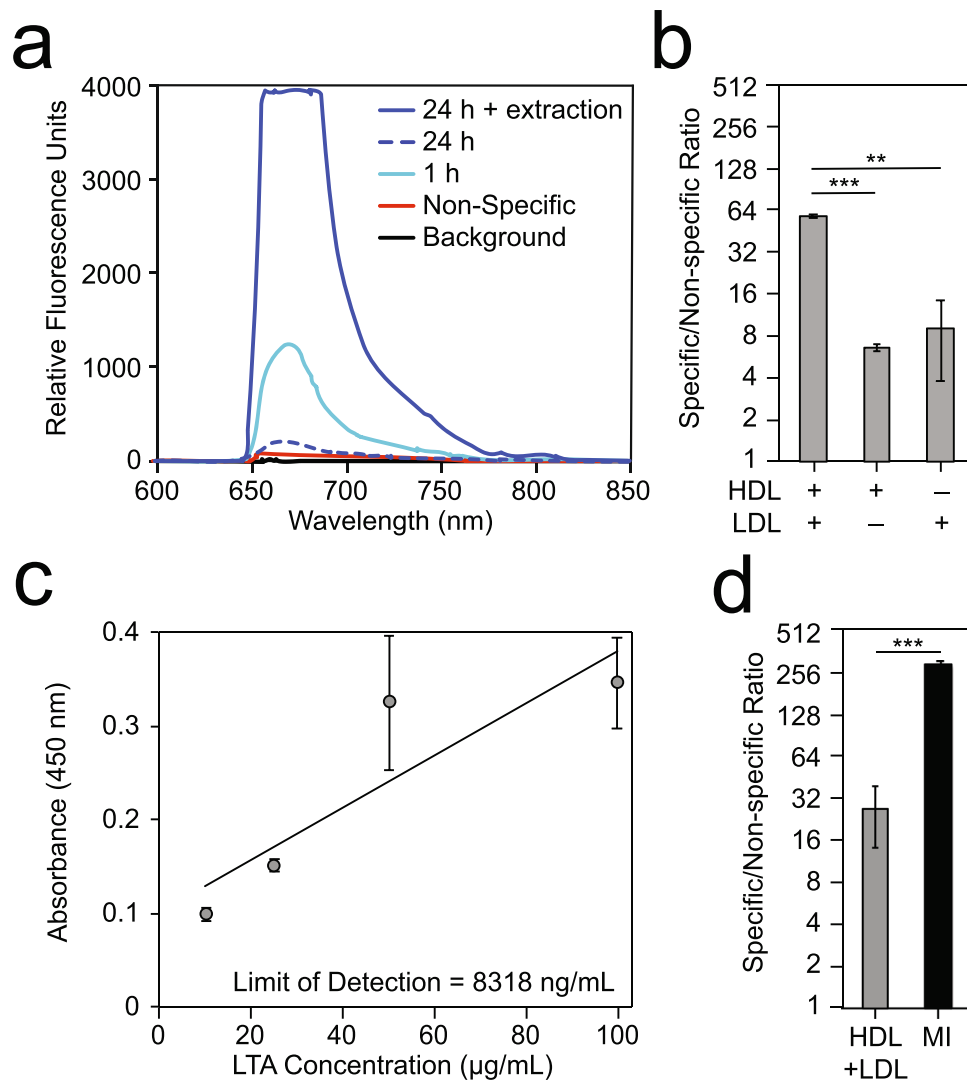 a
Relative Fluorescence Units
4000
3000
2000
1000
0
600 650 700 750 800 850
Wavelength (nm)
24 h + extraction
24 h
1 h
Non-Specific
Background
b
Specific/Non-specific Ratio
512
256
128
64
32
16
8
4
2
1
**
***
HDL + + –
LDL + – +
c
Absorbance (450 nm)
0.4
0.3
0.2
0.1
0
Limit of Detection = 8318 ng/mL
0 20 40 60 80 100
LTA Concentration (µg/mL)
d
Specific/Non-specific Ratio
512
256
128
64
32
16
8
4
2
1
***
HDL MI
+LDL